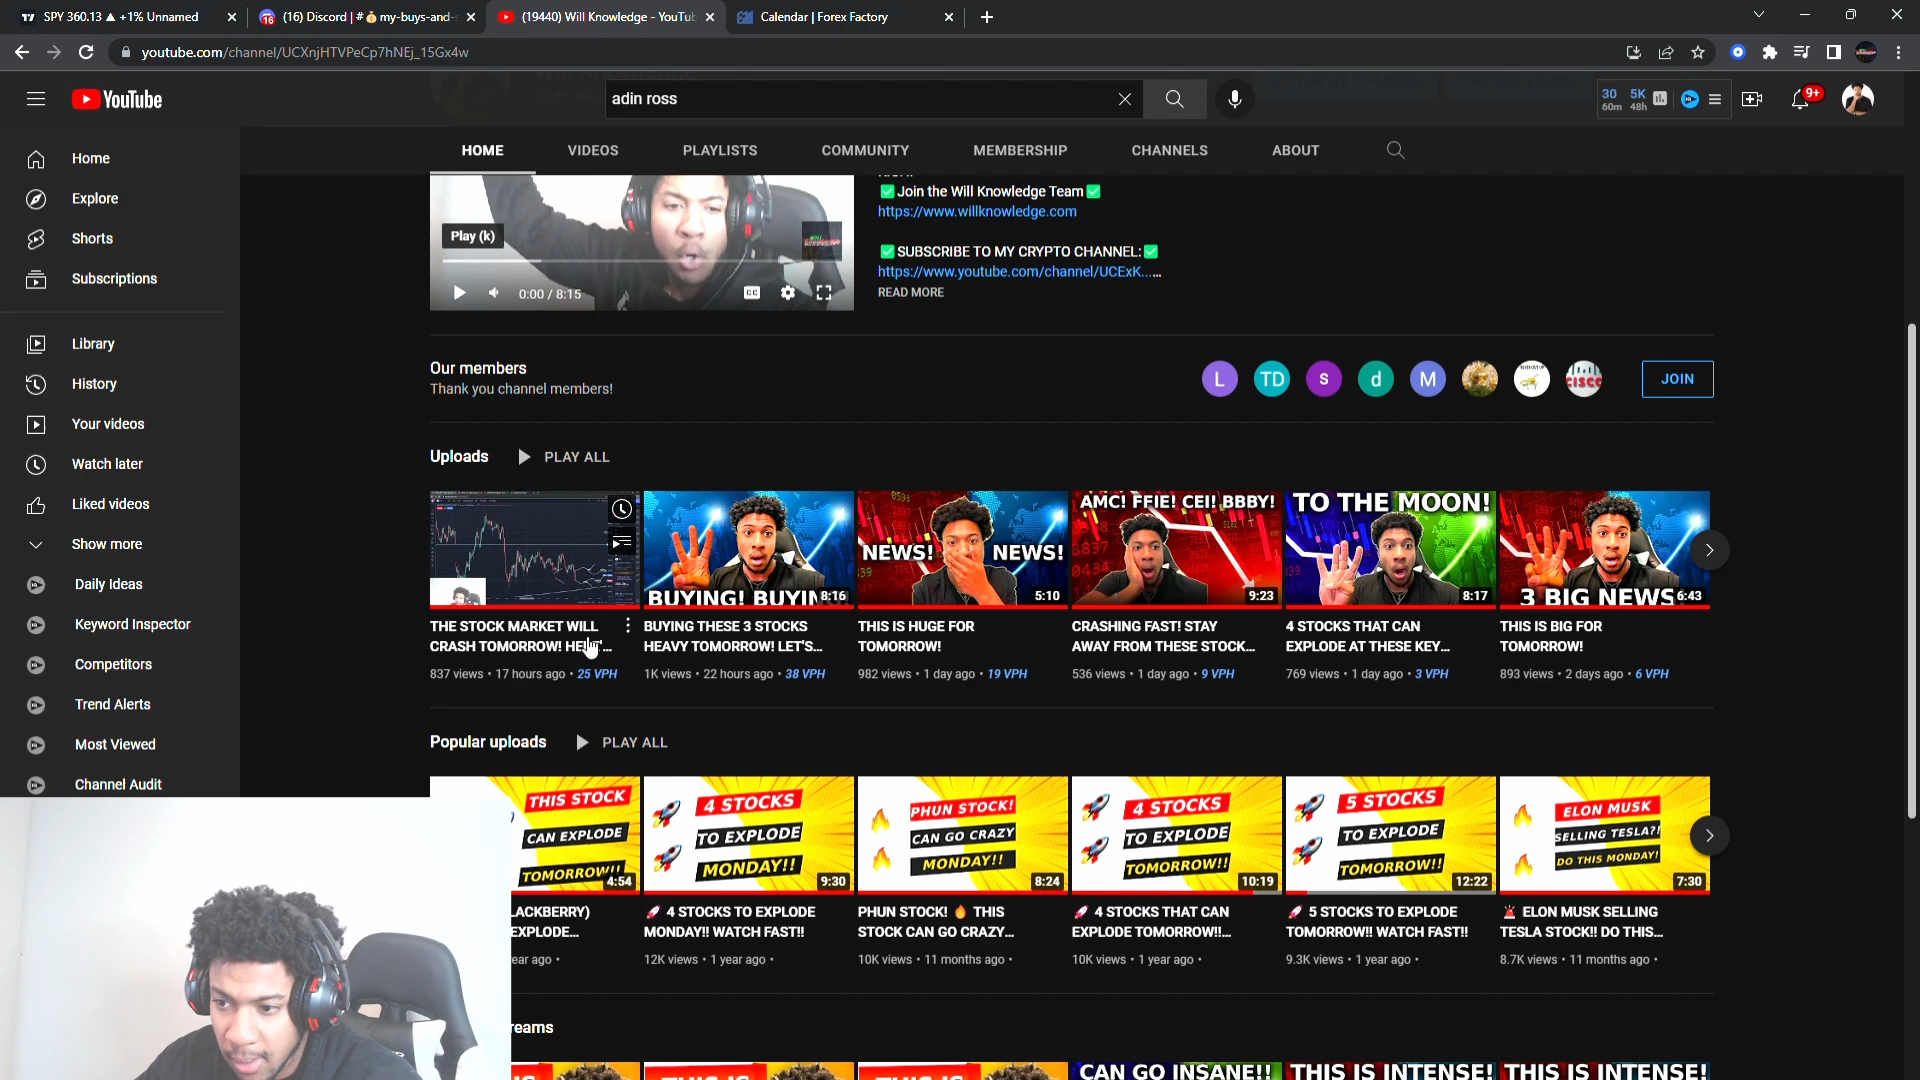 SPY 360.13 ▲ +1% Unnamed
(16) Discord | #💰my-buys-and-s
(19440) Will Knowledge - YouTub
Calendar | Forex Factory
youtube.com/channel/UCXnjHTVPeCp7hNEj_15Gx4w
YouTube
adin ross
30
60m
5K
48h
9+
HOME
VIDEOS
PLAYLISTS
COMMUNITY
MEMBERSHIP
CHANNELS
ABOUT
Home
Explore
Shorts
Subscriptions
Library
History
Your videos
Watch later
Liked videos
Show more
Daily Ideas
Keyword Inspector
Competitors
Trend Alerts
Most Viewed
Channel Audit
Play (k)
0:00 / 8:15
✅Join the Will Knowledge Team✅
https://www.willknowledge.com
✅SUBSCRIBE TO MY CRYPTO CHANNEL:✅
https://www.youtube.com/channel/UCExK...…
READ MORE
Our members
Thank you channel members!
L
TD
s
d
M
CISCO
JOIN
Uploads
PLAY ALL
THE STOCK MARKET WILL
CRASH TOMORROW!
837 views • 17 hours ago • 25 VPH
BUYING! BUYIN
8:16
BUYING THESE 3 STOCKS
HEAVY TOMORROW! LET'S...
1K views • 22 hours ago • 38 VPH
NEWS! NEWS!
5:10
THIS IS HUGE FOR
TOMORROW!
982 views • 1 day ago • 19 VPH
AMC! FFIE! CEI! BBBY!
9:23
CRASHING FAST! STAY
AWAY FROM THESE STOCK...
536 views • 1 day ago • 9 VPH
TO THE MOON!
8:17
4 STOCKS THAT CAN
EXPLODE AT THESE KEY...
769 views • 1 day ago • 3 VPH
3 BIG NEWS
6:43
THIS IS BIG FOR
TOMORROW!
893 views • 2 days ago • 6 VPH
Popular uploads
PLAY ALL
THIS STOCK
CAN EXPLODE
TOMORROW!!
4:54
LACKBERRY)
EXPLODE...
ear ago •
4 STOCKS
TO EXPLODE
MONDAY!!
9:30
🚀 4 STOCKS TO EXPLODE
MONDAY!! WATCH FAST!!
12K views • 1 year ago •
PHUN STOCK!
CAN GO CRAZY
MONDAY!!
8:24
PHUN STOCK! 🔥 THIS
STOCK CAN GO CRAZY...
10K views • 11 months ago •
4 STOCKS
TO EXPLODE
TOMORROW!!
10:19
🚀 4 STOCKS THAT CAN
EXPLODE TOMORROW!!...
10K views • 1 year ago •
5 STOCKS
TO EXPLODE
TOMORROW!!
12:22
🚀 5 STOCKS TO EXPLODE
TOMORROW!! WATCH FAST!!
9.3K views • 1 year ago •
ELON MUSK
SELLING TESLA?!
DO THIS MONDAY!
7:30
🚨 ELON MUSK SELLING
TESLA STOCK!! DO THIS...
8.7K views • 11 months ago •
reams
CAN GO INSANE!!
THIS IS INTENSE!
THIS IS INTENSE!